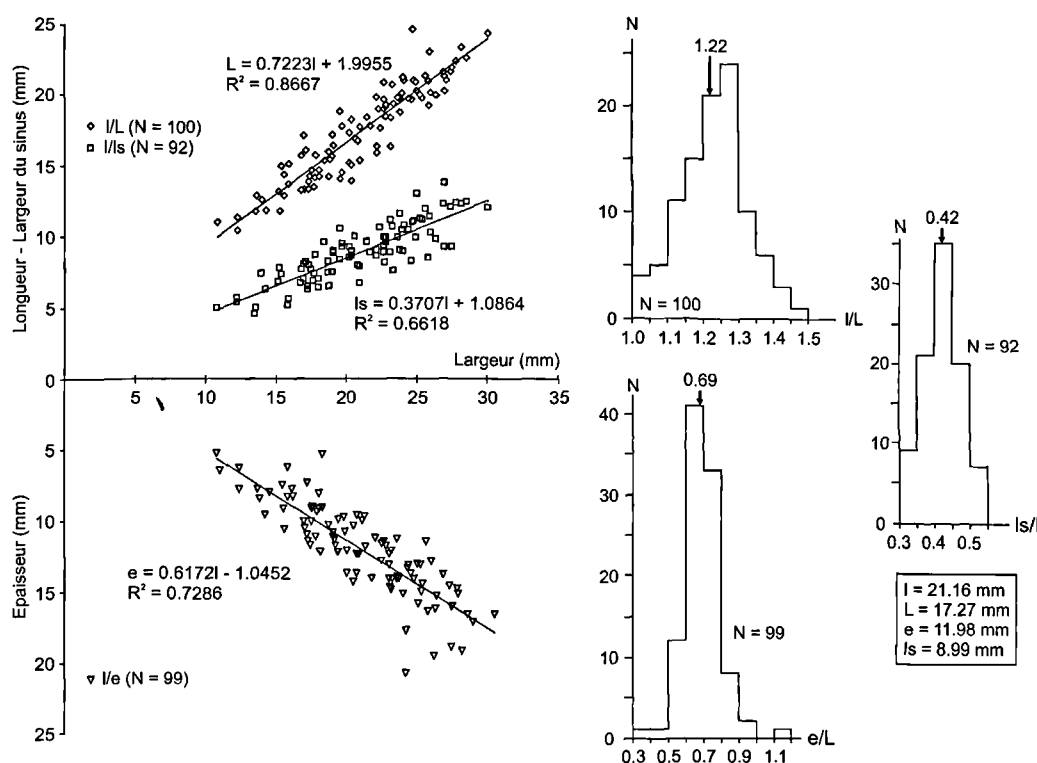 25
20
15
10
5
0
Longueur - Largeur du sinus (mm)
L = 0.7223l + 1.9955
R² = 0.8667
l/L (N = 100)
l/ls (N = 92)
ls = 0.3707l + 1.0864
R² = 0.6618
Largeur (mm)
5 10 15 20 25 30 35
5
10
15
20
25
Epaisseur (mm)
e = 0.6172l - 1.0452
R² = 0.7286
l/e (N = 99)
N
1.22
20
10
0
N = 100
1.0 1.1 1.2 1.3 1.4 1.5
l/L
N
0.69
40
30
20
10
0
N = 99
0.3 0.5 0.7 0.9 1.1
e/L
N
0.42
30
20
10
0
N = 92
0.3 0.4 0.5
ls/
l = 21.16 mm
L = 17.27 mm
e = 11.98 mm
ls = 8.99 mm